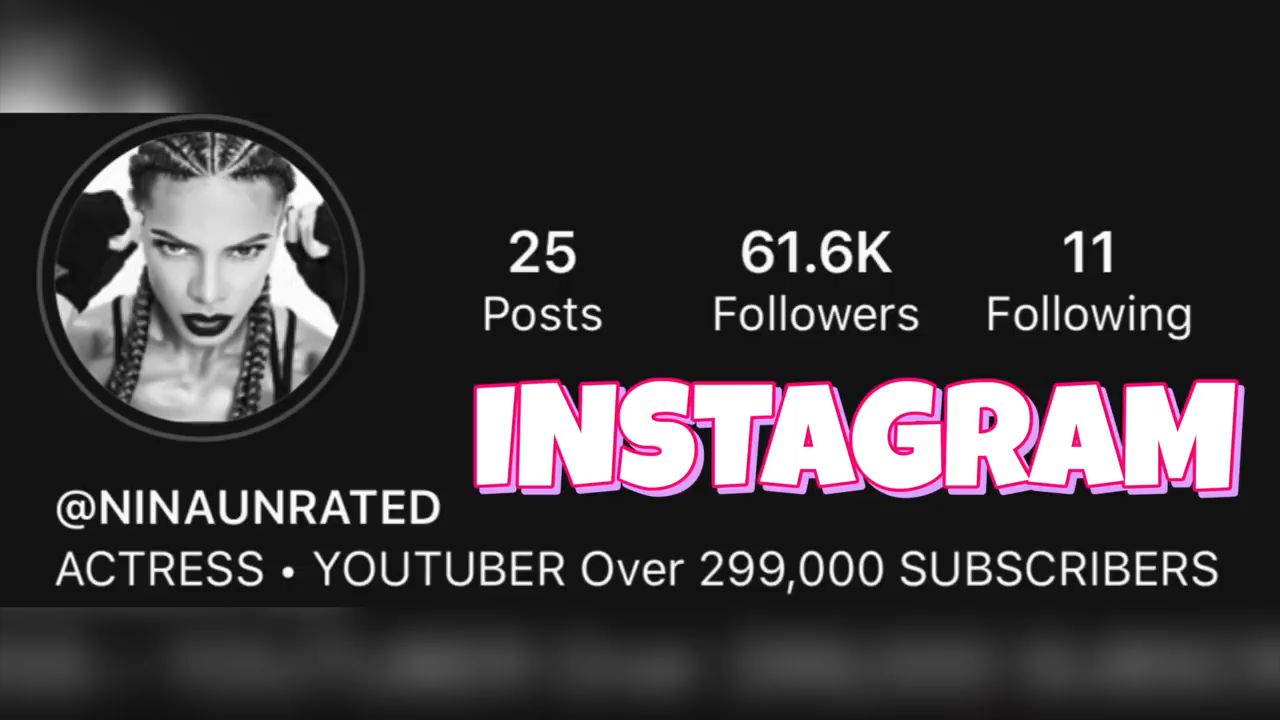 25 61.6K 11
Posts Followers Following
INSTAGRAM
@NINAUNRATED
ACTRESS • YOUTUBER Over 299,000 SUBSCRIBERS